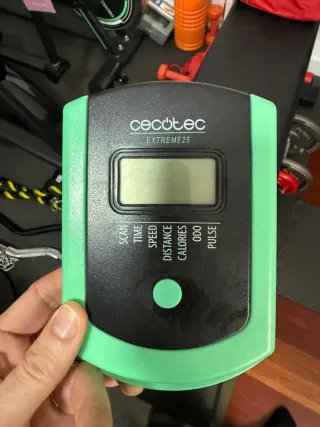 cecotec
EXTREME25
SCAN
TIME
SPEED
DISTANCE
CALORIES
ODO
PULSE